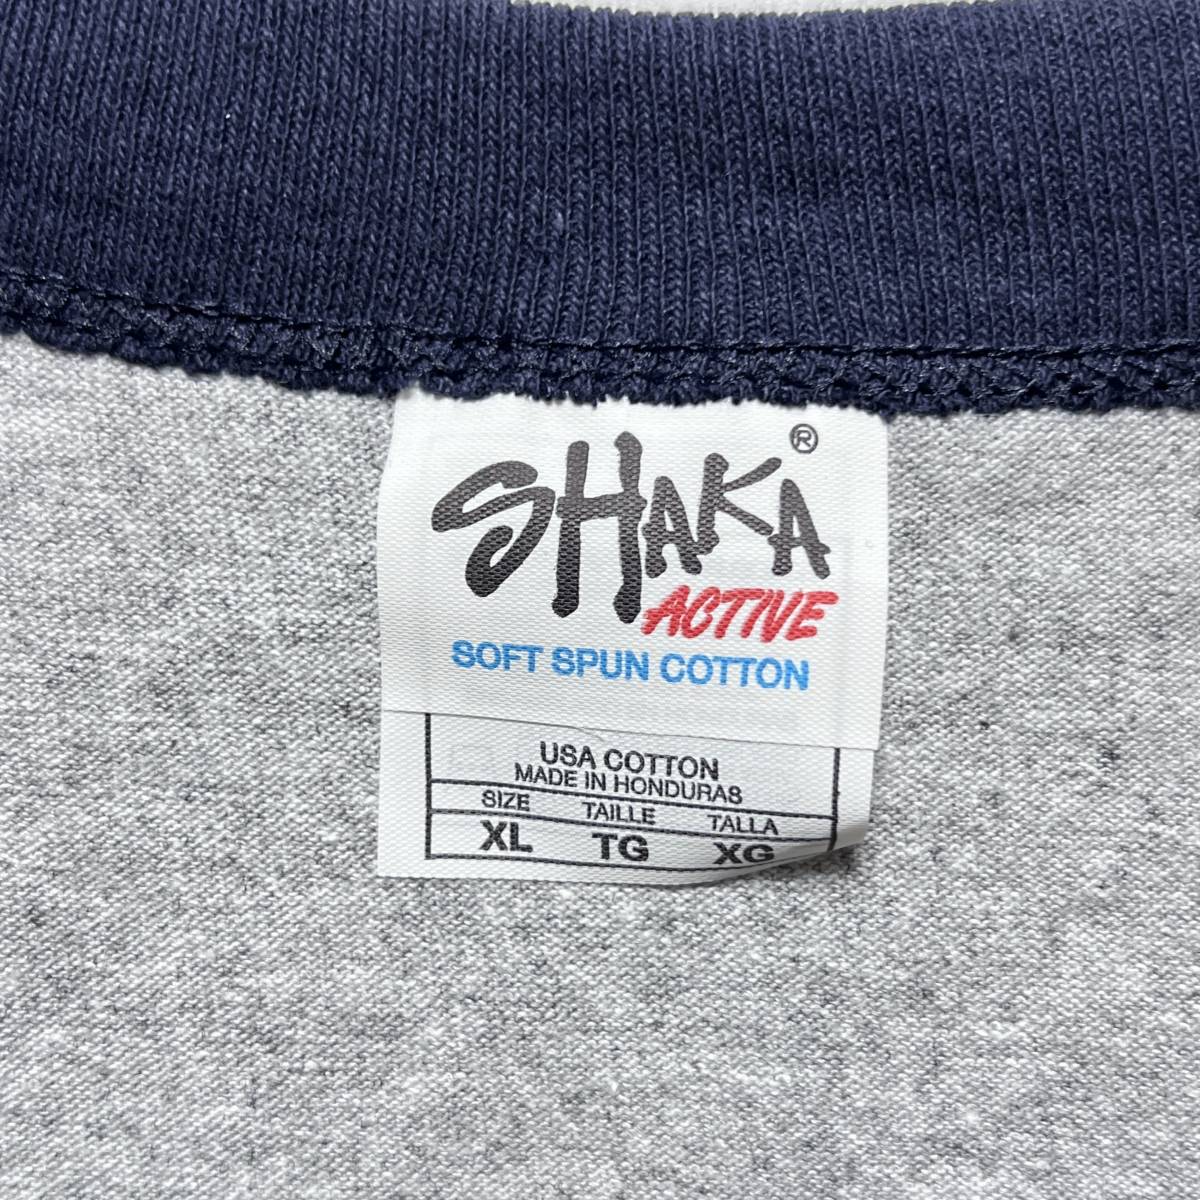 SHAKA ®
ACTIVE
SOFT SPUN COTTON
USA COTTON
MADE IN HONDURAS
SIZE TAILLE TALLA
XL TG XG